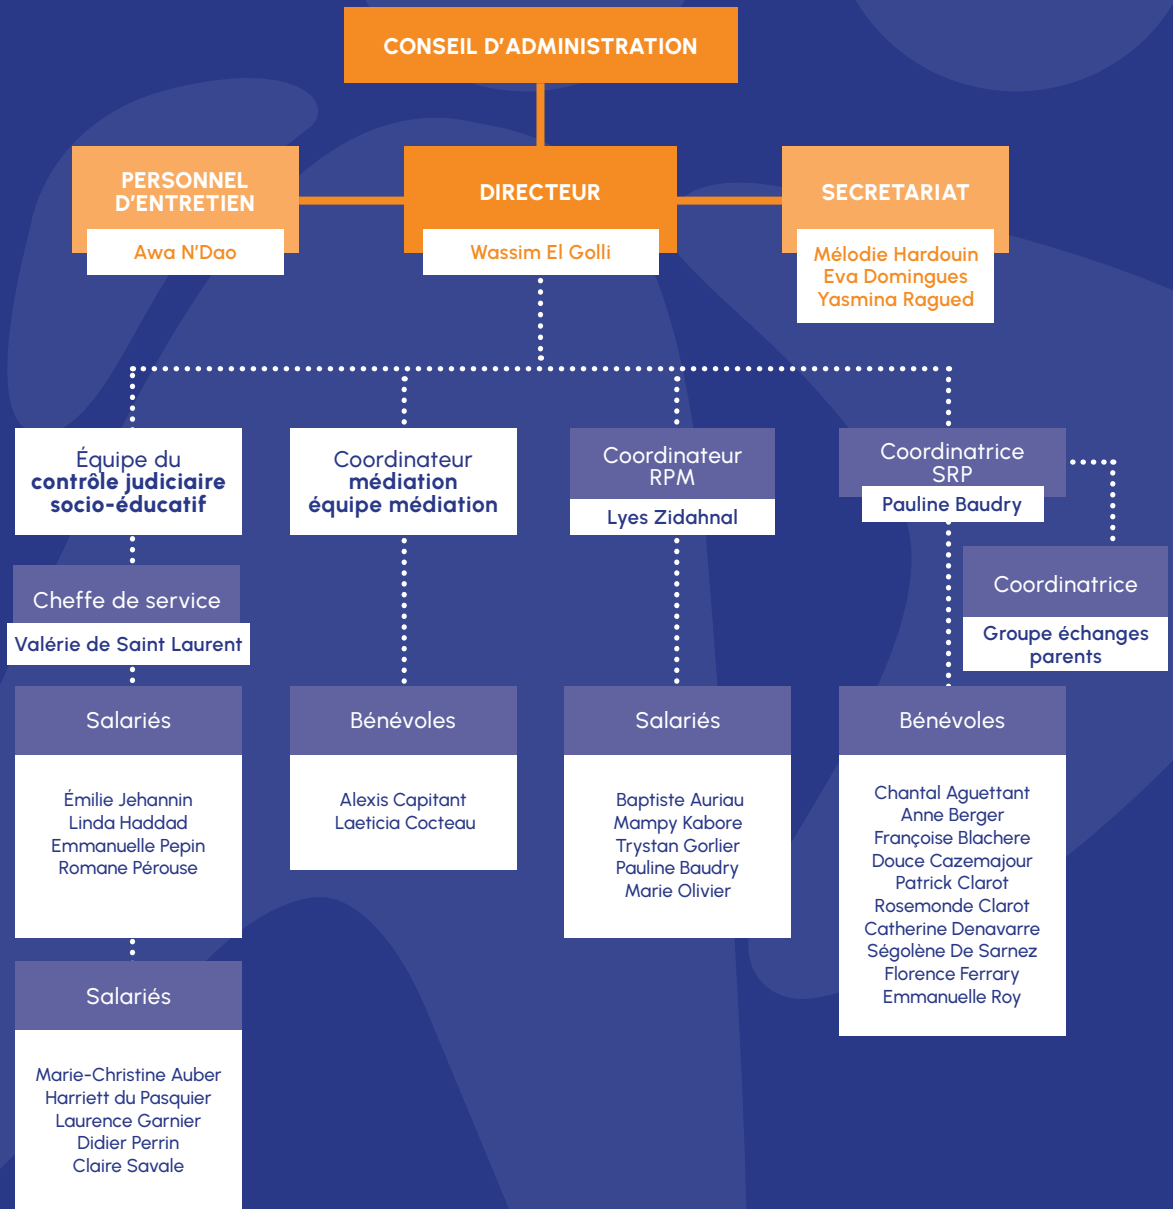 CONSEIL D’ADMINISTRATION
PERSONNEL
D’ENTRETIEN
Awa N’Dao
DIRECTEUR
Wassim El Golli
SECRETARIAT
Mélodie Hardouin
Eva Domingues
Yasmina Ragued
Équipe du
contrôle judiciaire
socio-éducatif
Cheffe de service
Valérie de Saint Laurent
Salariés
Émilie Jehannin
Linda Haddad
Emmanuelle Pepin
Romane Pérouse
Salariés
Marie-Christine Auber
Harriett du Pasquier
Laurence Garnier
Didier Perrin
Claire Savale
Coordinateur
médiation
équipe médiation
Bénévoles
Alexis Capitant
Laeticia Cocteau
Coordinateur
RPM
Lyes Zidahnal
Salariés
Baptiste Auriau
Mampy Kabore
Trystan Gorlier
Pauline Baudry
Marie Olivier
Coordinatrice
SRP
Pauline Baudry
Coordinatrice
Groupe échanges
parents
Bénévoles
Chantal Aguettant
Anne Berger
Françoise Blachere
Douce Cazemajour
Patrick Clarot
Rosemonde Clarot
Catherine Denavarre
Ségolène De Sarnez
Florence Ferrary
Emmanuelle Roy